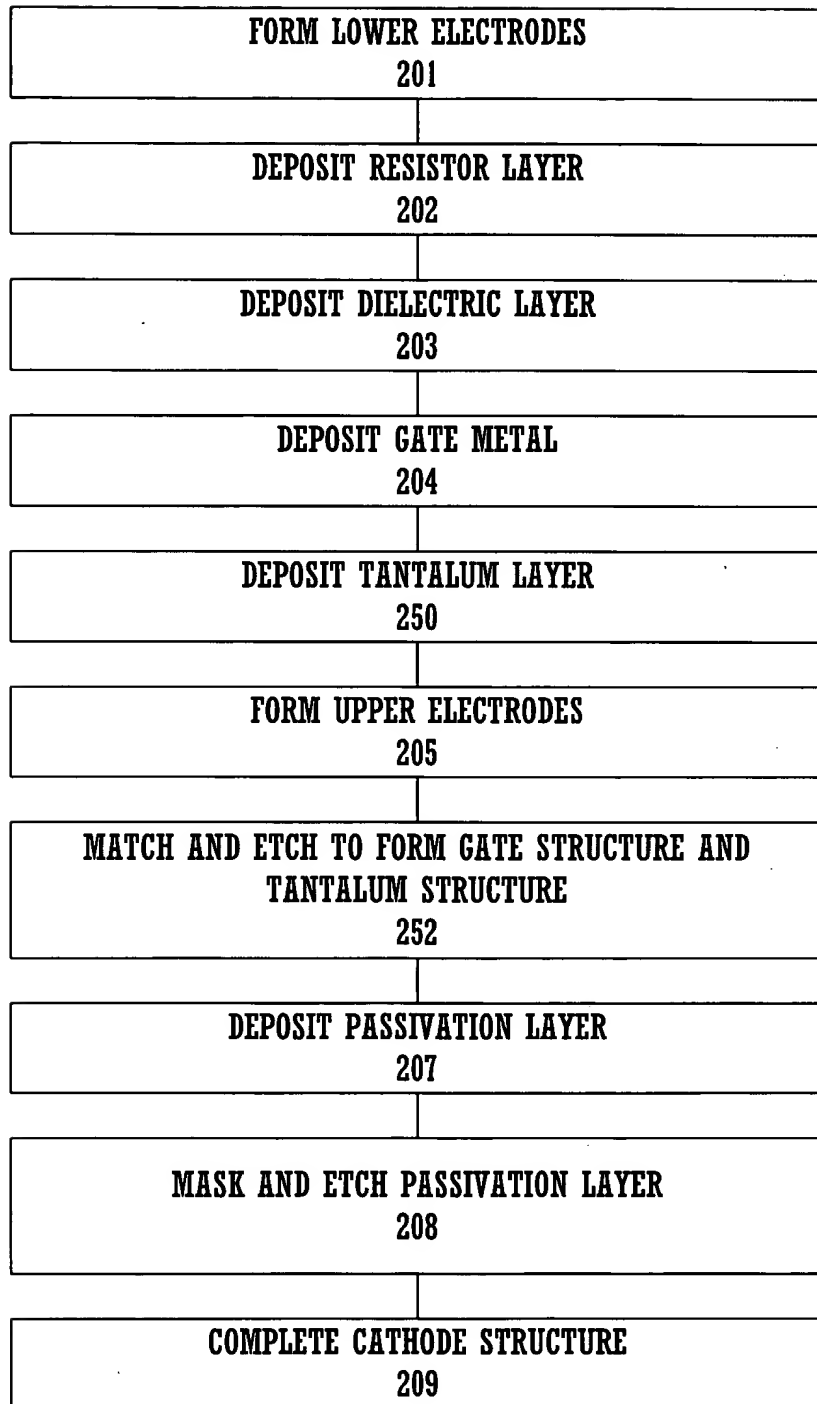 FORM LOWER ELECTRODES
201
DEPOSIT RESISTOR LAYER
202
DEPOSIT DIELECTRIC LAYER
203
DEPOSIT GATE METAL
204
DEPOSIT TANTALUM LAYER
250
FORM UPPER ELECTRODES
205
MATCH AND ETCH TO FORM GATE STRUCTURE AND
TANTALUM STRUCTURE
252
DEPOSIT PASSIVATION LAYER
207
MASK AND ETCH PASSIVATION LAYER
208
COMPLETE CATHODE STRUCTURE
209